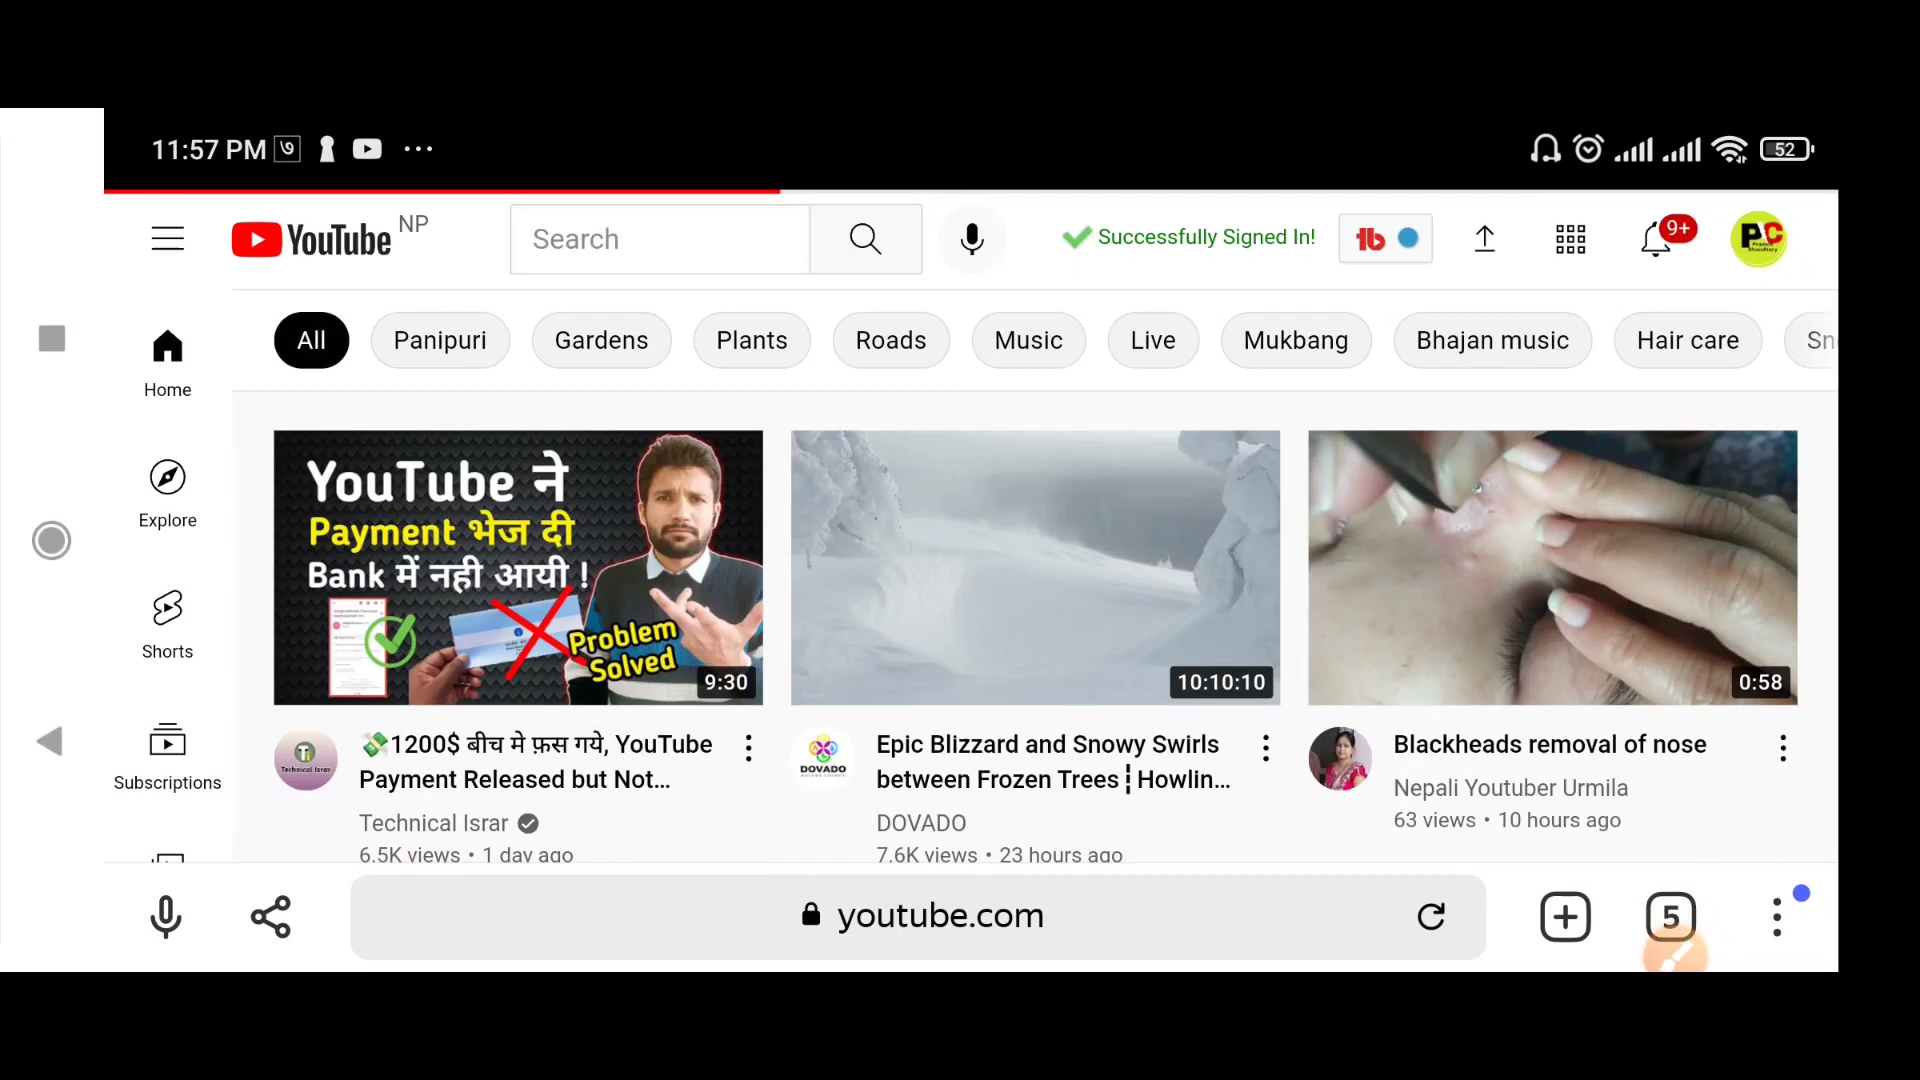 11:57 PM
52
YouTube NP
Search
Successfully Signed In!
9+
All
Panipuri
Gardens
Plants
Roads
Music
Live
Mukbang
Bhajan music
Hair care
Home
Explore
Shorts
Subscriptions
YouTube ने
Payment भेज दी
Bank में नही आयी !
Problem
Solved
9:30
10:10:10
0:58
💸1200$ बीच मे फ़स गये, YouTube
Payment Released but Not...
Technical Israr
6.5K views • 1 day ago
DOVADO
Epic Blizzard and Snowy Swirls
between Frozen Trees┇Howlin...
DOVADO
7.6K views • 23 hours ago
Blackheads removal of nose
Nepali Youtuber Urmila
63 views • 10 hours ago
youtube.com
5